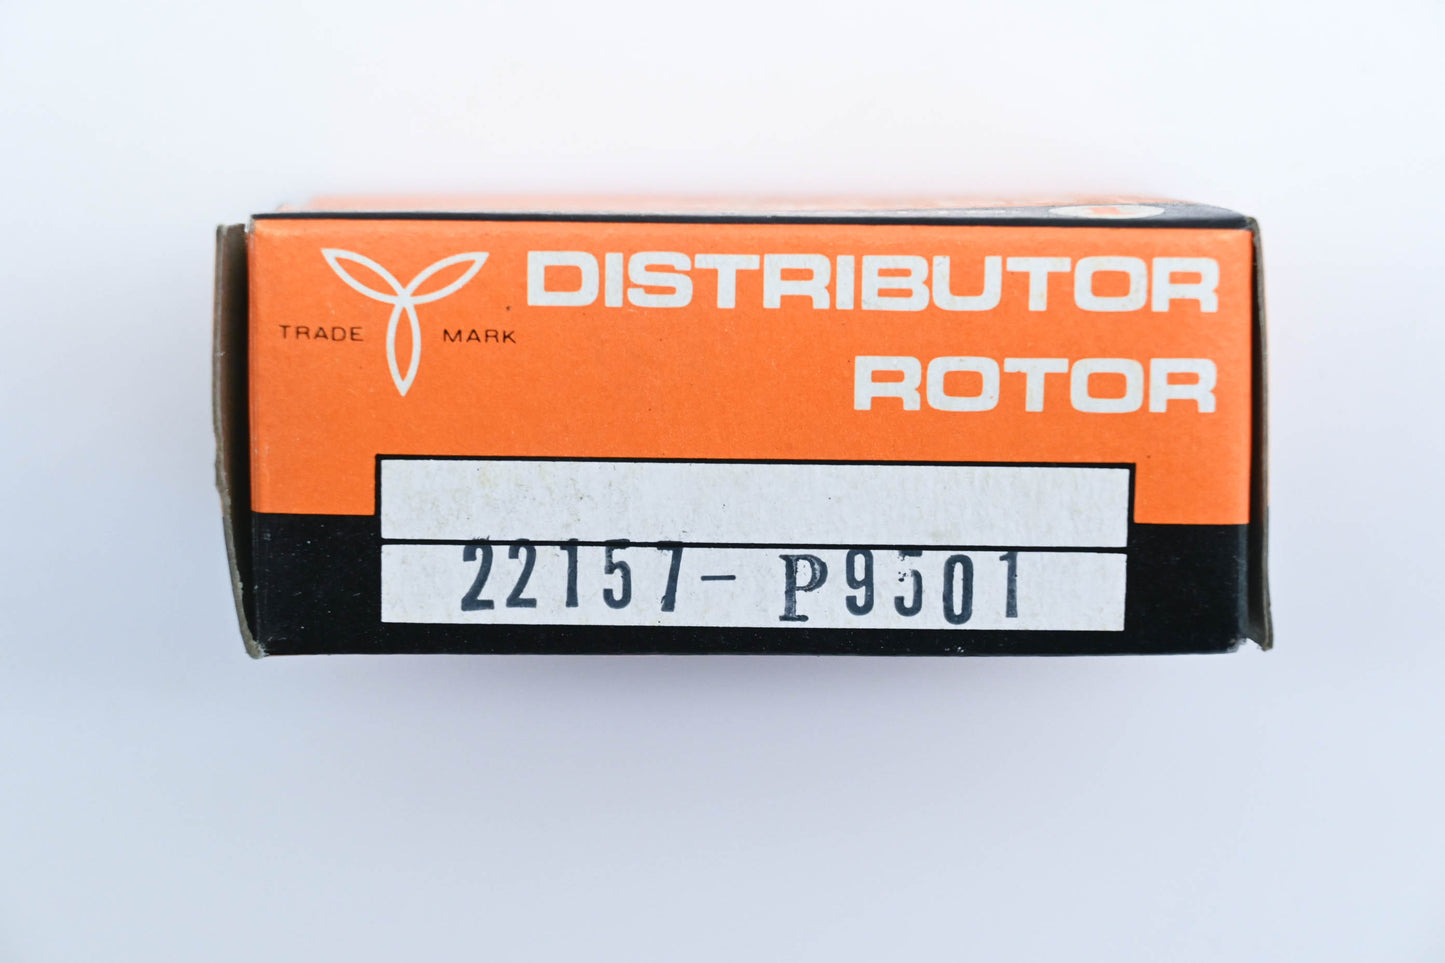 DISTRIBUTOR
TRADE MARK
ROTOR
22157-P9501